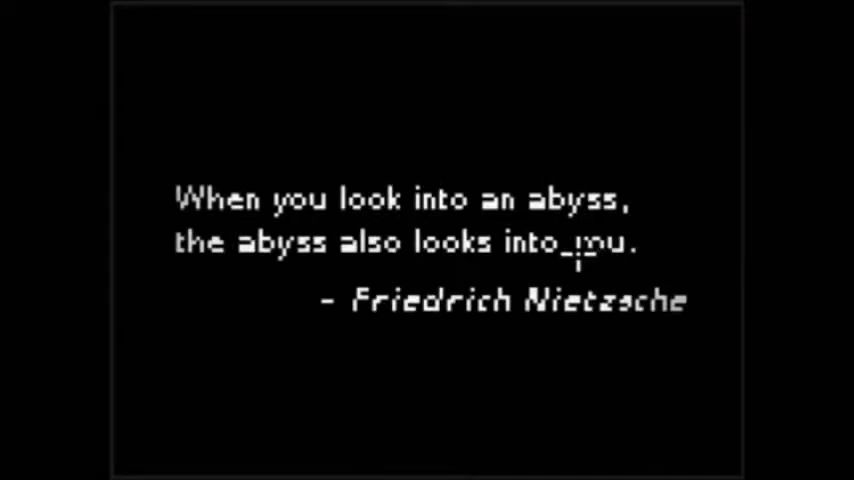 When you look into an abyss,
the abyss also looks into you.
- Friedrich Nietzsche